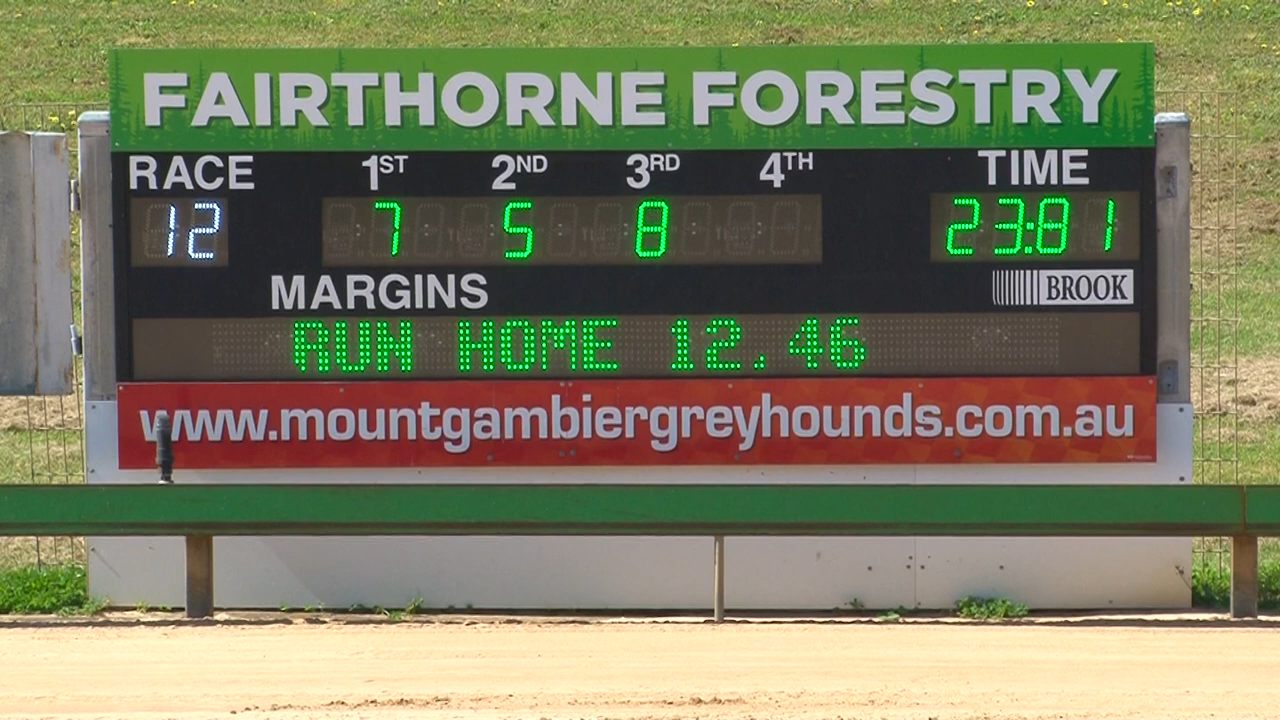 FAIRTHORNE FORESTRY
RACE 1ST 2ND 3RD 4TH TIME
12 7 5 8 23:81
MARGINS BROOK
RUN HOME 12.46
www.mountgambiergreyhounds.com.au